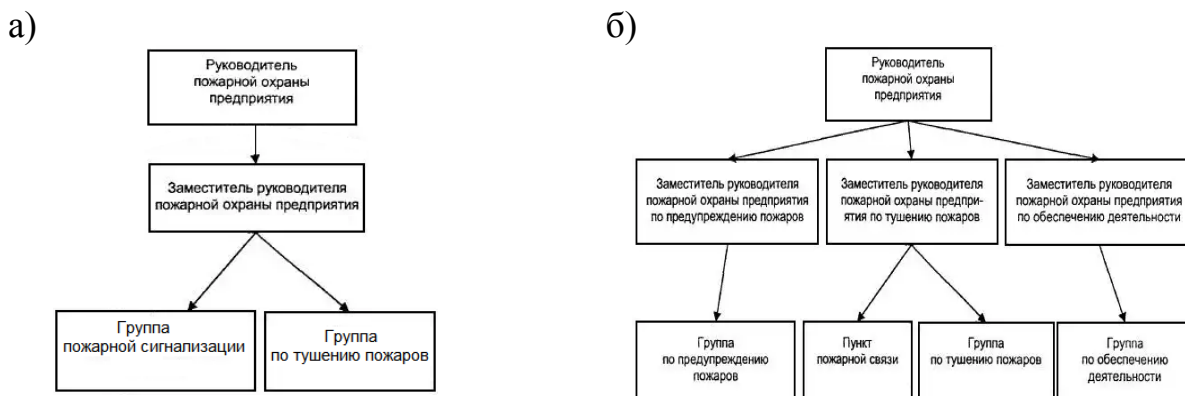 а)
Руководитель
пожарной охраны
предприятия
Заместитель руководителя
пожарной охраны предприятия
Группа
пожарной сигнализации
Группа
по тушению пожаров
б)
Руководитель
пожарной охраны
предприятия
Заместитель руководителя
пожарной охраны предприятия
по предупреждению пожаров
Заместитель руководителя
пожарной охраны предпри-
ятия по тушению пожаров
Заместитель руководителя
пожарной охраны предприятия
по обеспечению деятельности
Группа
по предупреждению
пожаров
Пункт
пожарной связи
Группа
по тушению пожаров
Группа
по обеспечению
деятельности